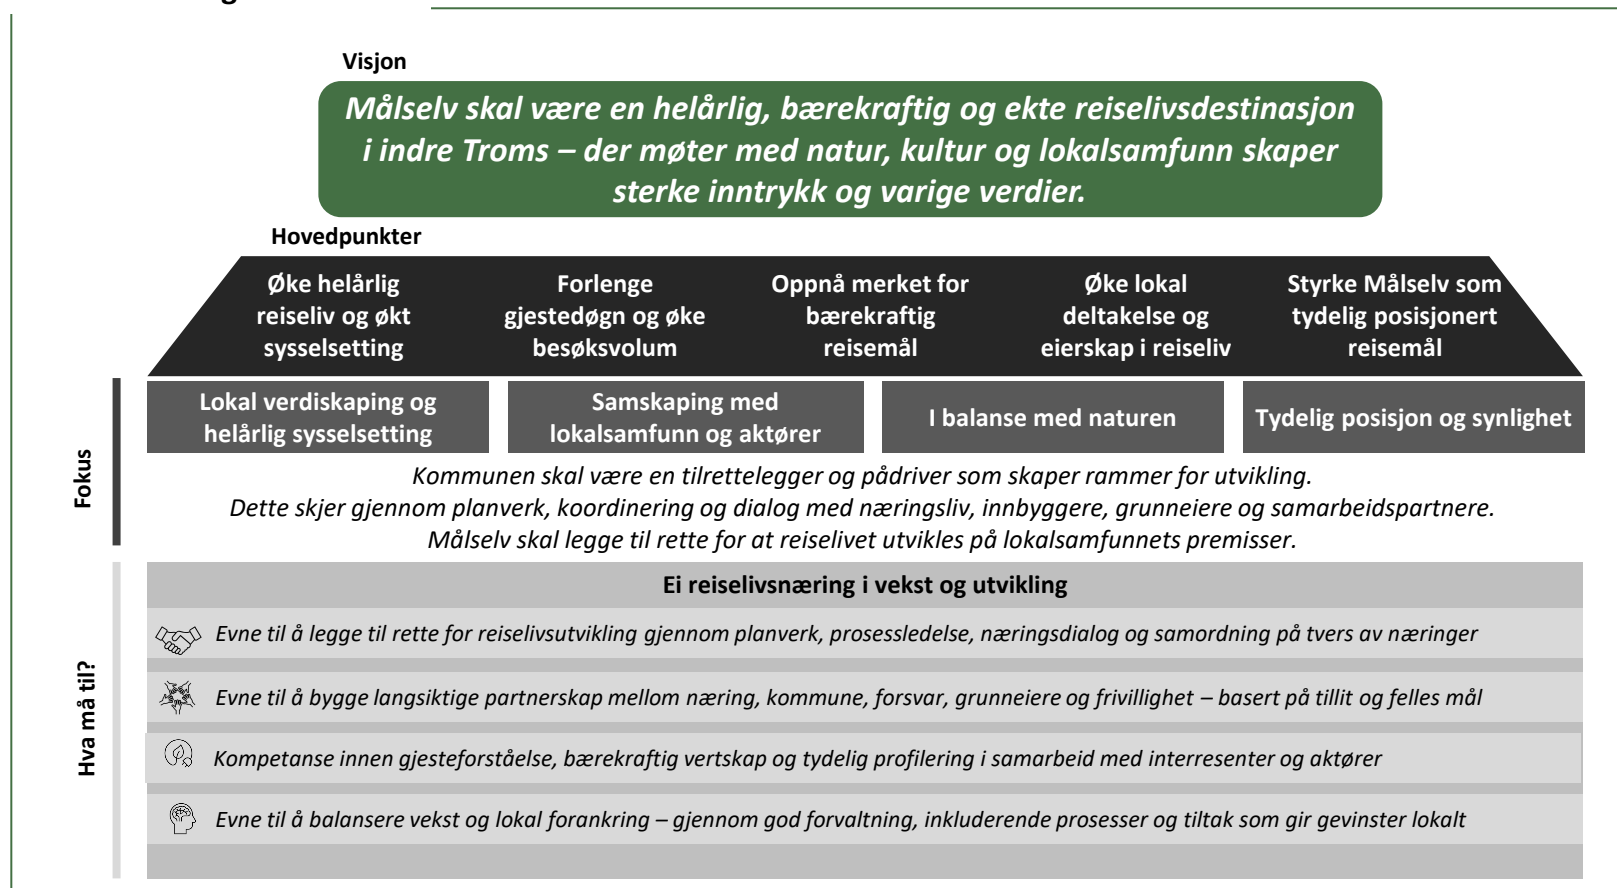 Visjon
Målselv skal være en helårlig, bærekraftig og ekte reiselivsdestinasjon
i indre Troms – der møter med natur, kultur og lokalsamfunn skaper
sterke inntrykk og varige verdier.
Hovedpunkter
Øke helårlig
reiseliv og økt
sysselsetting
Forlenge
gjestedøgn og øke
besøksvolum
Oppnå merket for
bærekraftig
reisemål
Øke lokal
deltakelse og
eierskap i reiseliv
Styrke Målselv som
tydelig posisjonert
reisemål
Fokus
Lokal verdiskaping og
helårlig sysselsetting
Samskaping med
lokalsamfunn og aktører
I balanse med naturen
Tydelig posisjon og synlighet
Kommunen skal være en tilrettelegger og pådriver som skaper rammer for utvikling.
Dette skjer gjennom planverk, koordinering og dialog med næringsliv, innbyggere, grunneiere og samarbeidspartnere.
Målselv skal legge til rette for at reiselivet utvikles på lokalsamfunnets premisser.
Hva må til?
Ei reiselivsnæring i vekst og utvikling
Evne til å legge til rette for reiselivsutvikling gjennom planverk, prosessledelse, næringsdialog og samordning på tvers av næringer
Evne til å bygge langsiktige partnerskap mellom næring, kommune, forsvar, grunneiere og frivillighet – basert på tillit og felles mål
Kompetanse innen gjesteforståelse, bærekraftig vertskap og tydelig profilering i samarbeid med interresenter og aktører
Evne til å balansere vekst og lokal forankring – gjennom god forvaltning, inkluderende prosesser og tiltak som gir gevinster lokalt